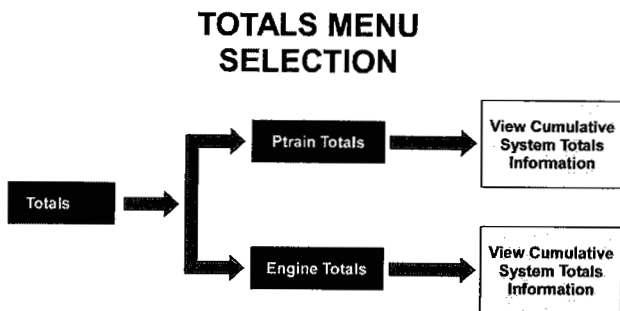 TOTALS MENU
SELECTION
Totals
Ptrain Totals
View Cumulative
System Totals
Information
Engine Totals
View Cumulative
System Totals
Information